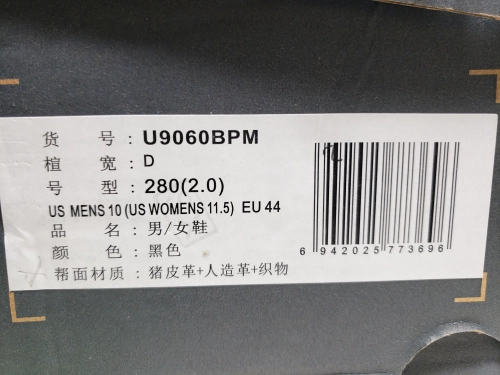 货 号 : U9060BPM
楦 宽 : D
号 型 : 280(2.0)
US MENS 10 (US WOMENS 11.5) EU 44
品 名 : 男/女鞋
颜 色 : 黑色
帮面材质 : 猪皮革+人造革+织物
6 942025 773696